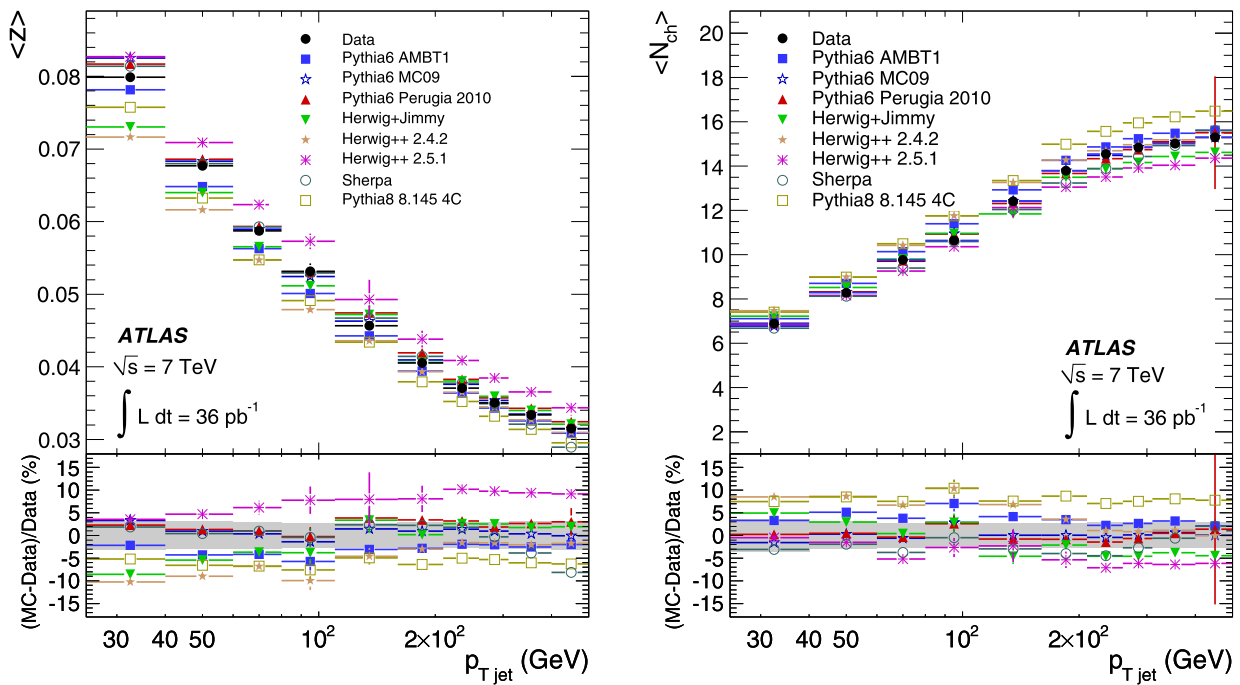 <z>
0.08
0.07
0.06
0.05
0.04
0.03
Data
Pythia6 AMBT1
Pythia6 MC09
Pythia6 Perugia 2010
Herwig+Jimmy
Herwig++ 2.4.2
Herwig++ 2.5.1
Sherpa
Pythia8 8.145 4C
ATLAS
√s = 7 TeV
∫ L dt = 36 pb⁻¹
(MC-Data)/Data (%)
15
10
5
0
-5
-10
-15
30 40 50 10² 2×10²
p_T jet (GeV)
<N_ch>
20
18
16
14
12
10
8
6
4
2
Data
Pythia6 AMBT1
Pythia6 MC09
Pythia6 Perugia 2010
Herwig+Jimmy
Herwig++ 2.4.2
Herwig++ 2.5.1
Sherpa
Pythia8 8.145 4C
ATLAS
√s = 7 TeV
∫ L dt = 36 pb⁻¹
(MC-Data)/Data (%)
15
10
5
0
-5
-10
-15
30 40 50 10² 2×10²
p_T jet (GeV)